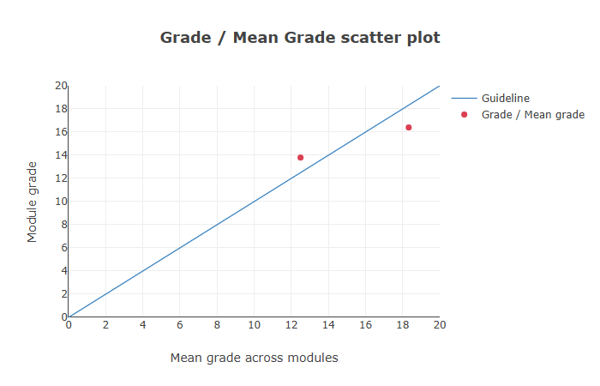 Grade / Mean Grade scatter plot
20
18
16
14
12
10
8
6
4
2
0
0 2 4 6 8 10 12 14 16 18 20
Module grade
Mean grade across modules
Guideline
Grade / Mean grade